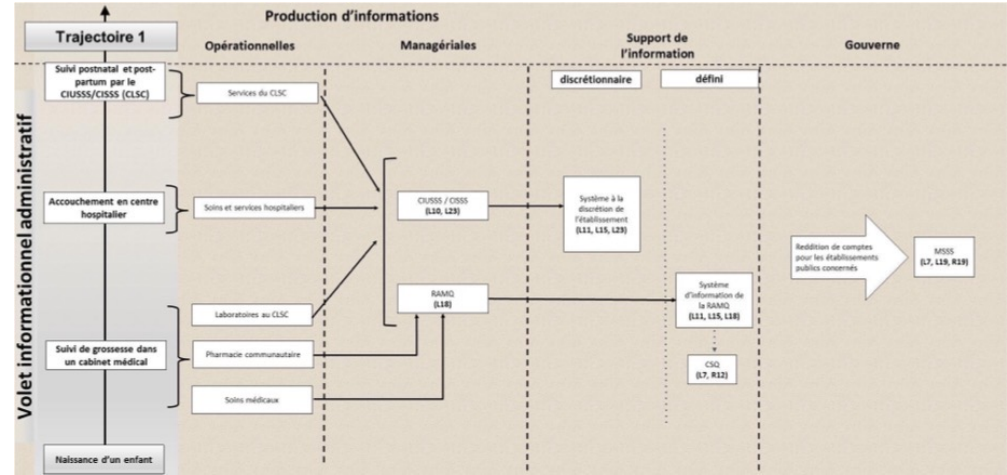 Production d'informations
Trajectoire 1
Opérationnelles
Managériales
Support de
l'information
Gouverne
discrétionnaire
défini
Volet informationnel administratif
Suivi postnatal et post-
partum par le
CIUSSS/CISSS (CLSC)
Services du CLSC
Accouchement en centre
hospitalier
Soins et services hospitaliers
CIUSSS / CISSS
(L10, L23)
Système à la
discrétion de
l'établissement
(L11, L15, L23)
Reddition de comptes
pour les établissements
publics concernés
MSSS
(L7, L19, R19)
Laboratoires au CLSC
RAMQ
(L18)
Système
d'information de
la RAMQ
(L11, L15, L18)
Suivi de grossesse dans
un cabinet médical
Pharmacie communautaire
CSQ
(L7, R12)
Soins médicaux
Naissance d'un enfant